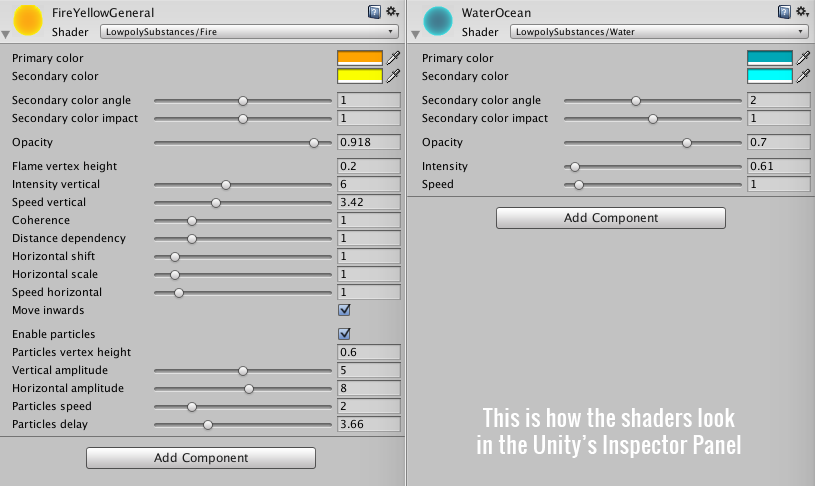 FireYellowGeneral
Shader LowpolySubstances/Fire
Primary color
Secondary color
Secondary color angle 1
Secondary color impact 1
Opacity 0.918
Flame vertex height 0.2
Intensity vertical 6
Speed vertical 3.42
Coherence 1
Distance dependency 1
Horizontal shift 1
Horizontal scale 1
Speed horizontal 1
Move inwards
Enable particles
Particles vertex height 0.6
Vertical amplitude 5
Horizontal amplitude 8
Particles speed 2
Particles delay 3.66
Add Component
WaterOcean
Shader LowpolySubstances/Water
Primary color
Secondary color
Secondary color angle 2
Secondary color impact 1
Opacity 0.7
Intensity 0.61
Speed 1
Add Component
This is how the shaders look
in the Unity's Inspector Panel